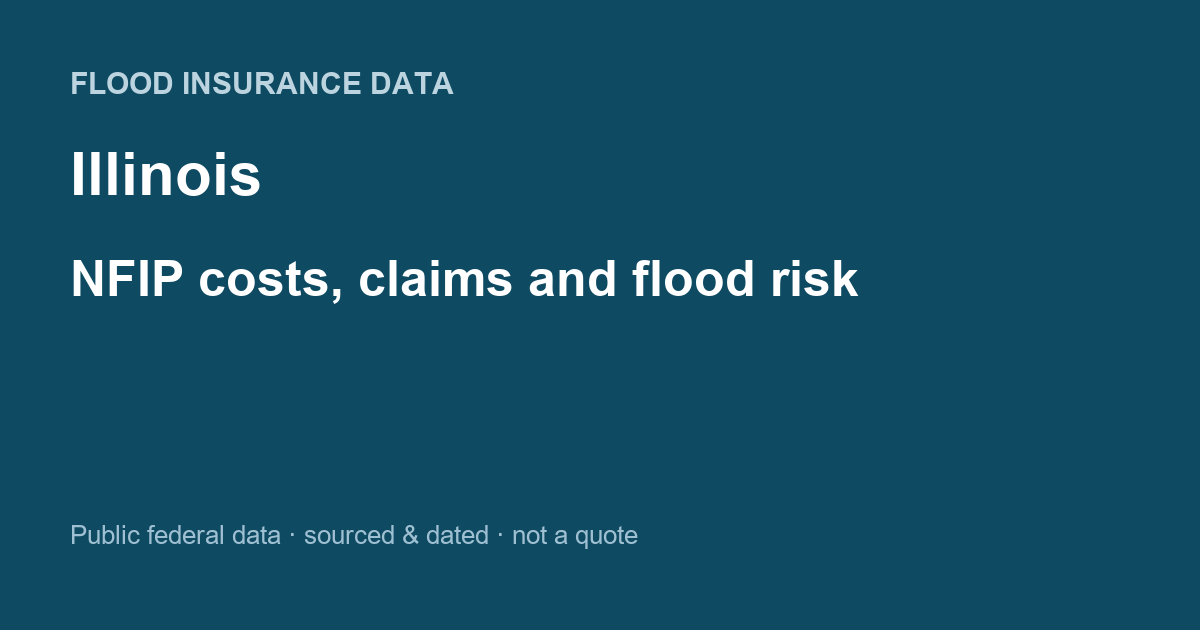 FLOOD INSURANCE DATA
Illinois
NFIP costs, claims and flood risk
Public federal data · sourced & dated · not a quote